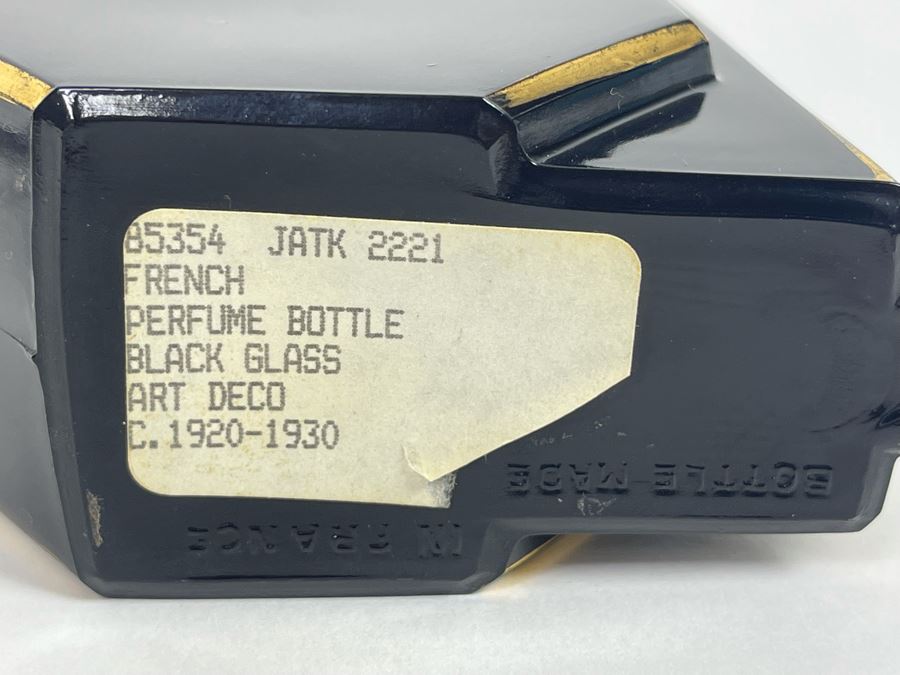 85354 JATK 2221
FRENCH
PERFUME BOTTLE
BLACK GLASS
ART DECO
C.1920-1930
BOTTLE MADE
IN FRANCE